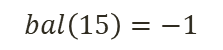 bal(15) = −1